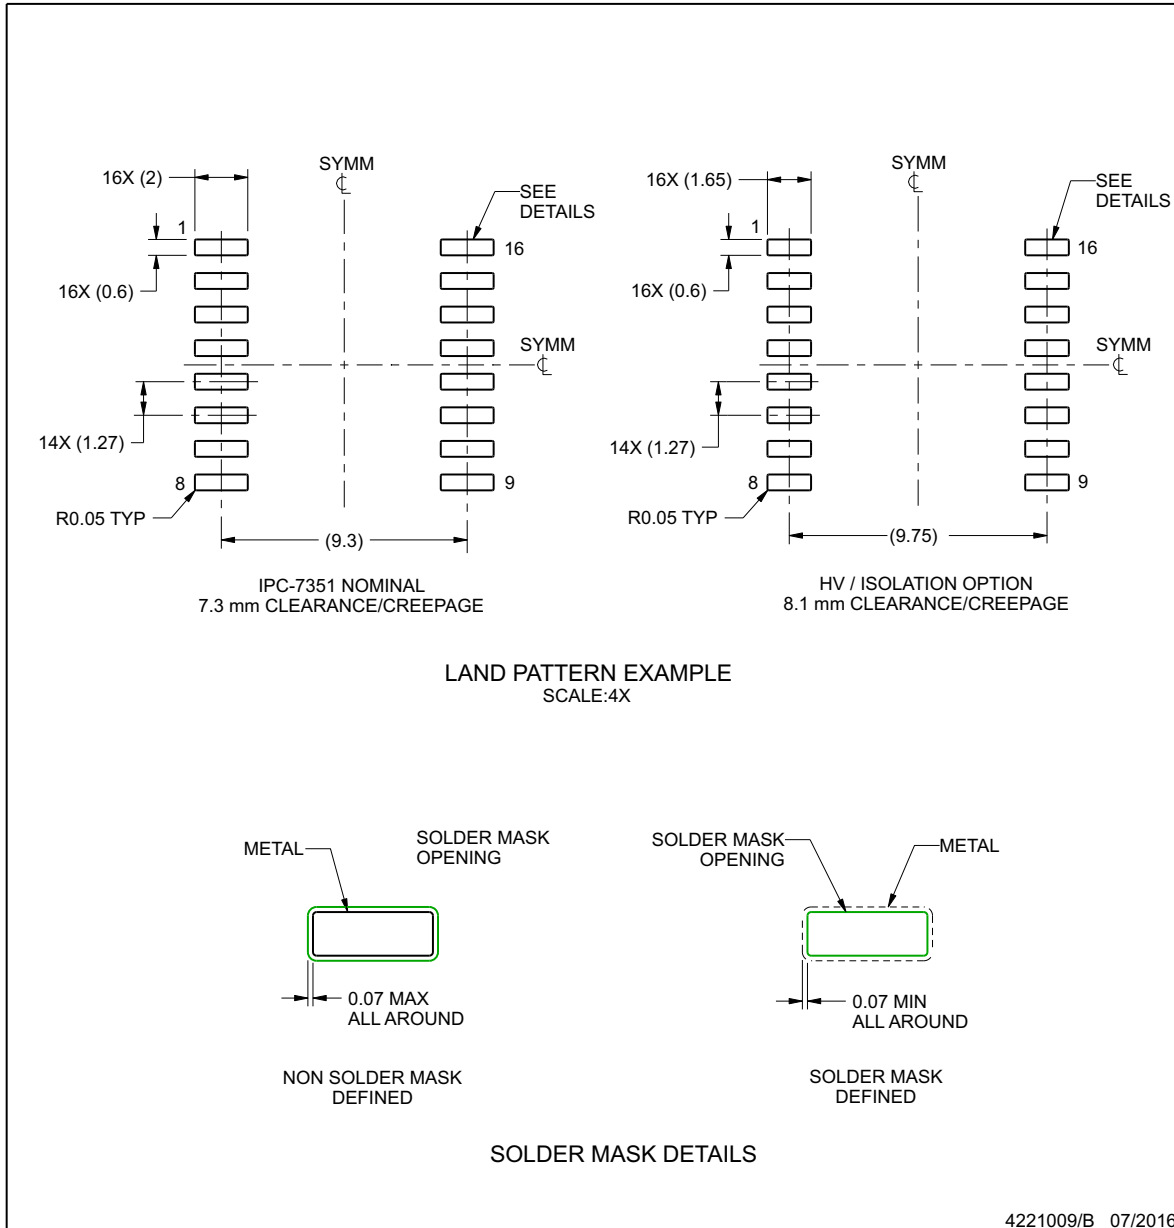 SYMM
℄
16X (2)
SEE
DETAILS
1
16
16X (0.6)
SYMM
℄
14X (1.27)
8
9
R0.05 TYP
(9.3)
IPC-7351 NOMINAL
7.3 mm CLEARANCE/CREEPAGE
SYMM
℄
16X (1.65)
SEE
DETAILS
1
16
16X (0.6)
SYMM
℄
14X (1.27)
8
9
R0.05 TYP
(9.75)
HV / ISOLATION OPTION
8.1 mm CLEARANCE/CREEPAGE
LAND PATTERN EXAMPLE
SCALE:4X
METAL
SOLDER MASK
OPENING
0.07 MAX
ALL AROUND
NON SOLDER MASK
DEFINED
SOLDER MASK
OPENING
METAL
0.07 MIN
ALL AROUND
SOLDER MASK
DEFINED
SOLDER MASK DETAILS
4221009/B 07/2016